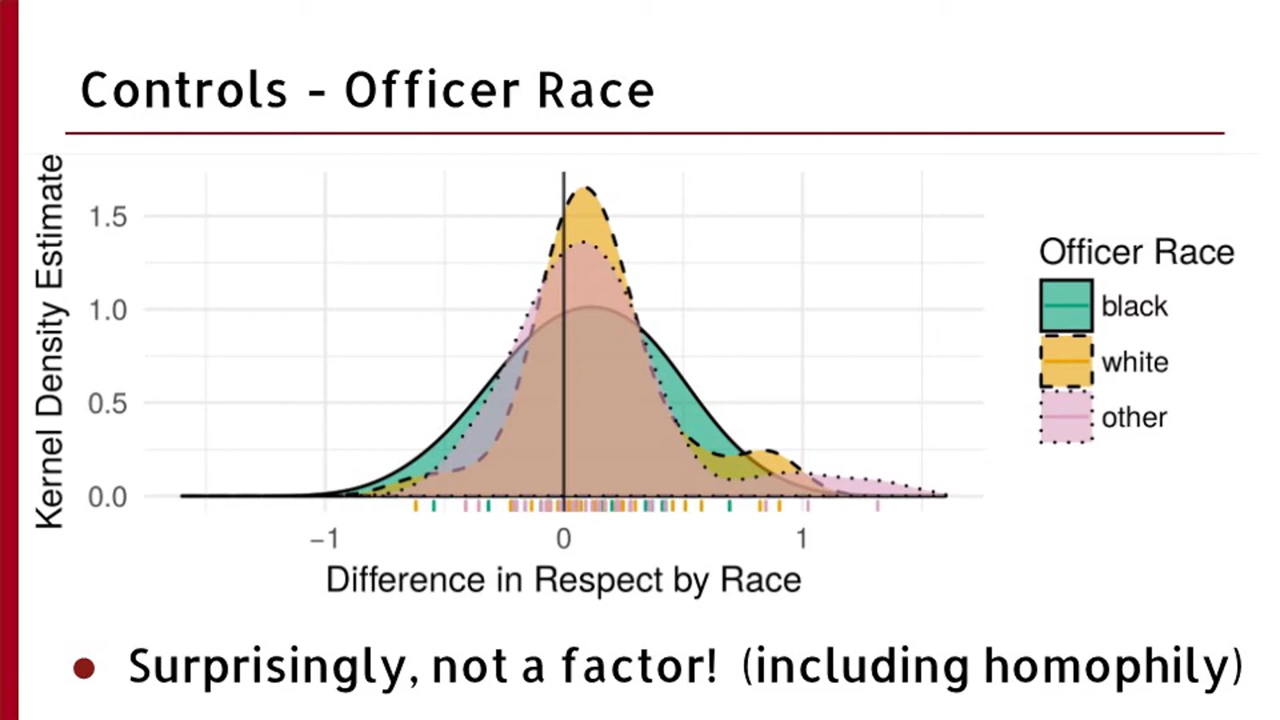 Controls - Officer Race
Kernel Density Estimate
1.5
1.0
0.5
0.0
−1
0
1
Difference in Respect by Race
Officer Race
black
white
other
• Surprisingly, not a factor! (including homophily)